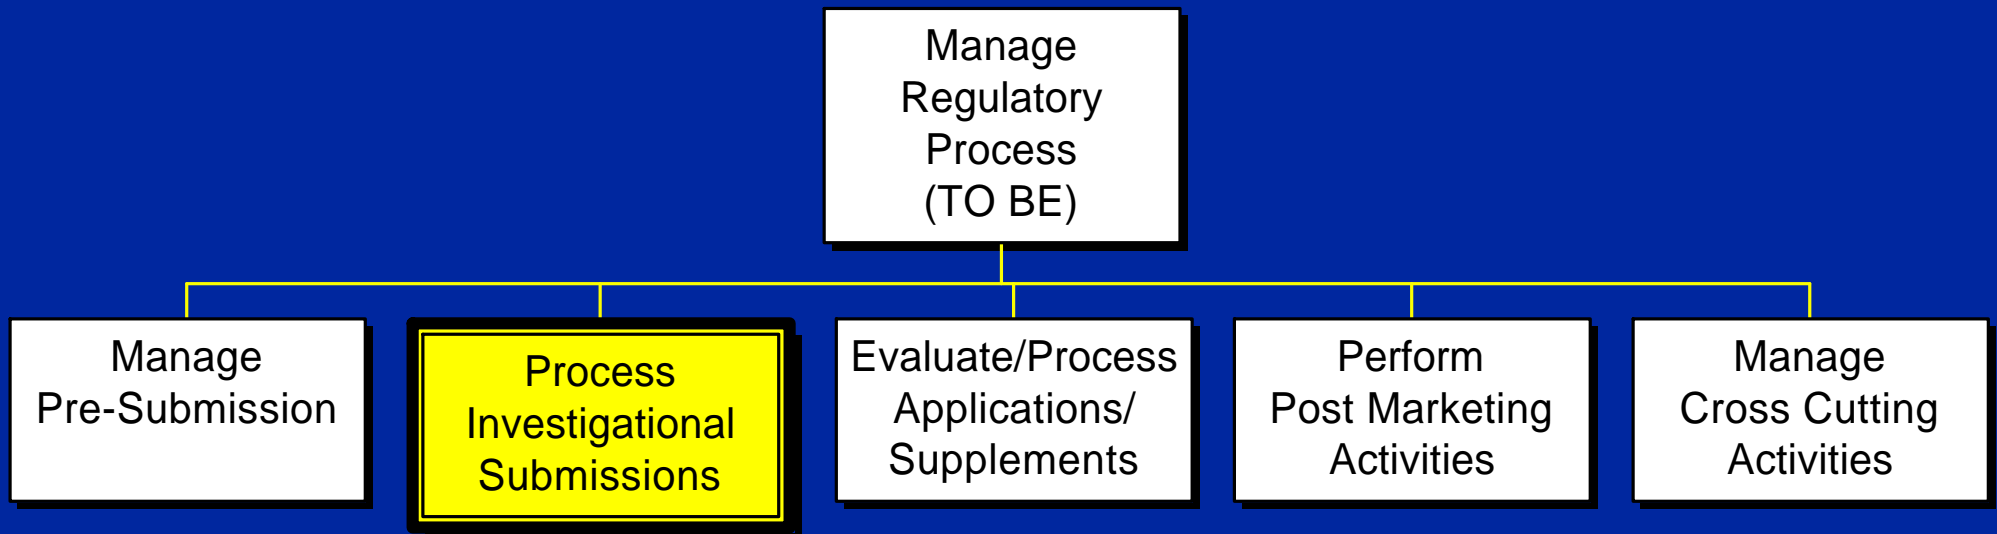 Manage
Regulatory
Process
(TO BE)
Manage
Pre-Submission
Process
Investigational
Submissions
Evaluate/Process
Applications/
Supplements
Perform
Post Marketing
Activities
Manage
Cross Cutting
Activities